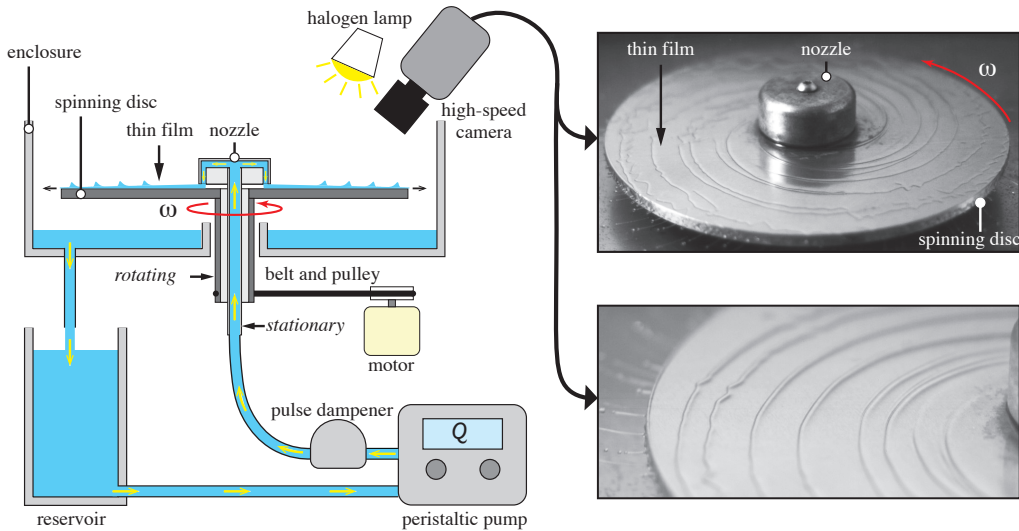 halogen lamp
enclosure
spinning disc
thin film
nozzle
high-speed
camera
ω
rotating
belt and pulley
stationary
motor
pulse dampener
Q
reservoir
peristaltic pump
thin film
nozzle
ω
spinning disc